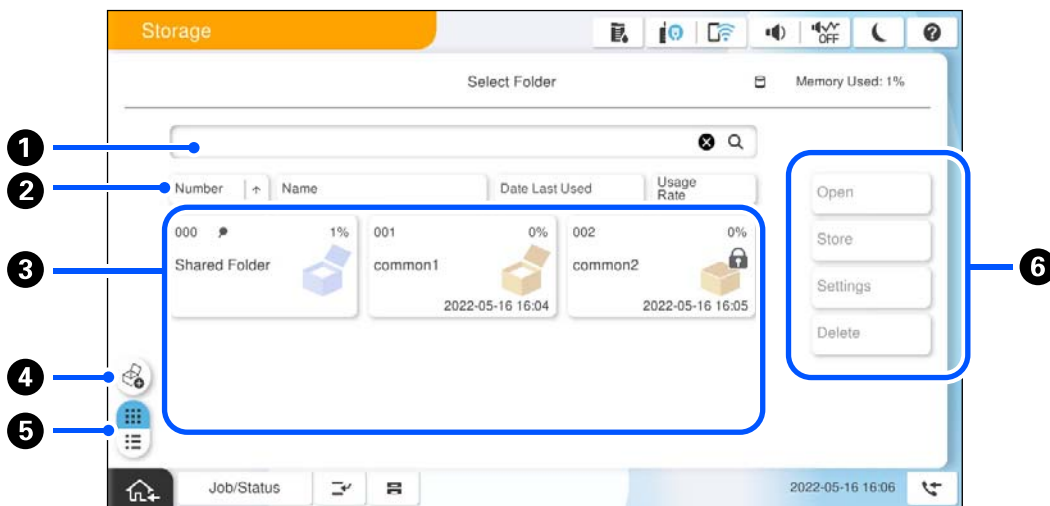 Storage
OFF
Select Folder
Memory Used: 1%
1
2
Number
Name
Date Last Used
Usage
Rate
3
000
1%
Shared Folder
001
0%
common1
2022-05-16 16:04
002
0%
common2
2022-05-16 16:05
Open
Store
Settings
Delete
6
4
5
Job/Status
2022-05-16 16:06